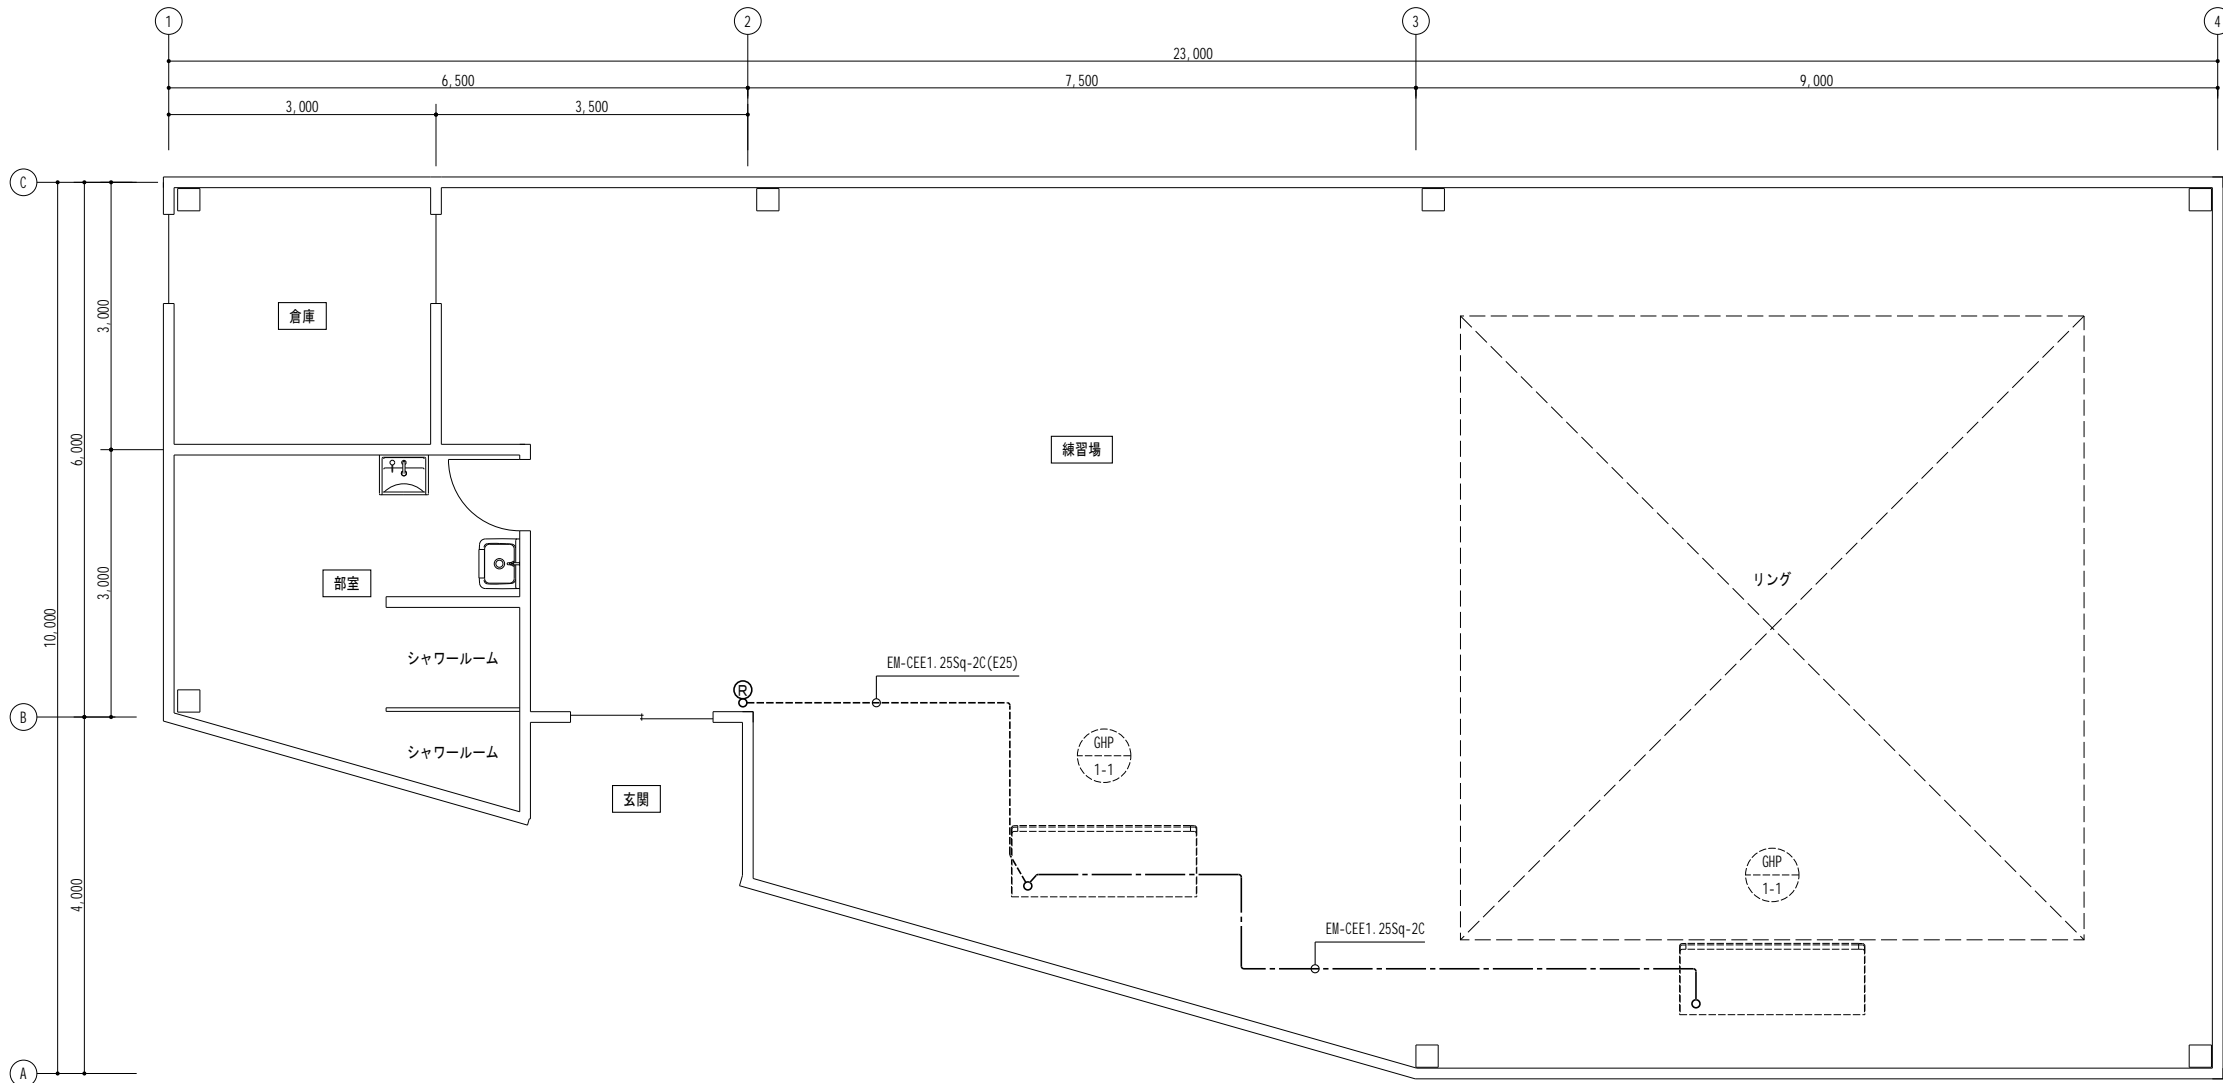 1
2
3
4
23,000
6,500
7,500
9,000
3,000
3,500
C
3,000
倉庫
6,000
練習場
3,000
部室
リング
10,000
シャワールーム
EM-CEE1.25Sq-2C(E25)
R
B
シャワールーム
GHP
1-1
玄関
GHP
1-1
4,000
EM-CEE1.25Sq-2C
A